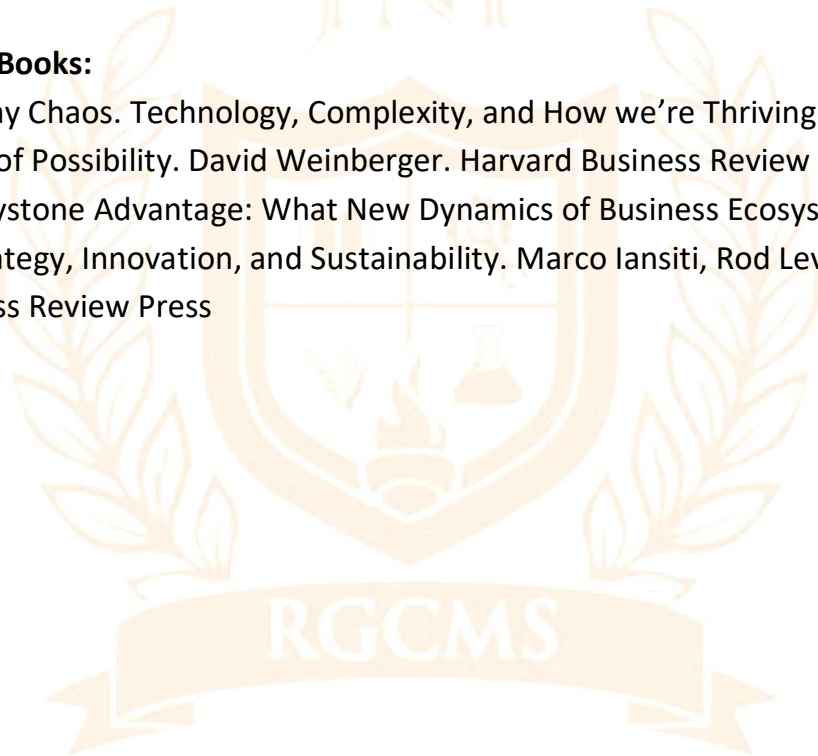 Books:
ny Chaos. Technology, Complexity, and How we’re Thriving
of Possibility. David Weinberger. Harvard Business Review
ystone Advantage: What New Dynamics of Business Ecosys
tegy, Innovation, and Sustainability. Marco Iansiti, Rod Lev
ss Review Press
RGCMS